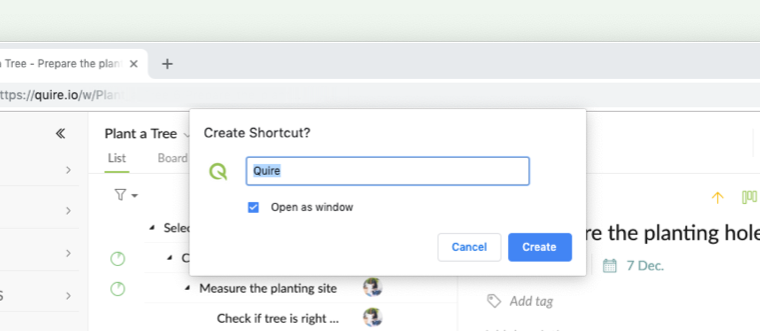 a Tree - Prepare the plan
https://quire.io/w/Plan
Create Shortcut?
Plant a Tree
List Board
Quire
Open as window
Selec
Cancel Create
re the planting hole
C
7 Dec.
Measure the planting site
Add tag
Check if tree is right ...
S